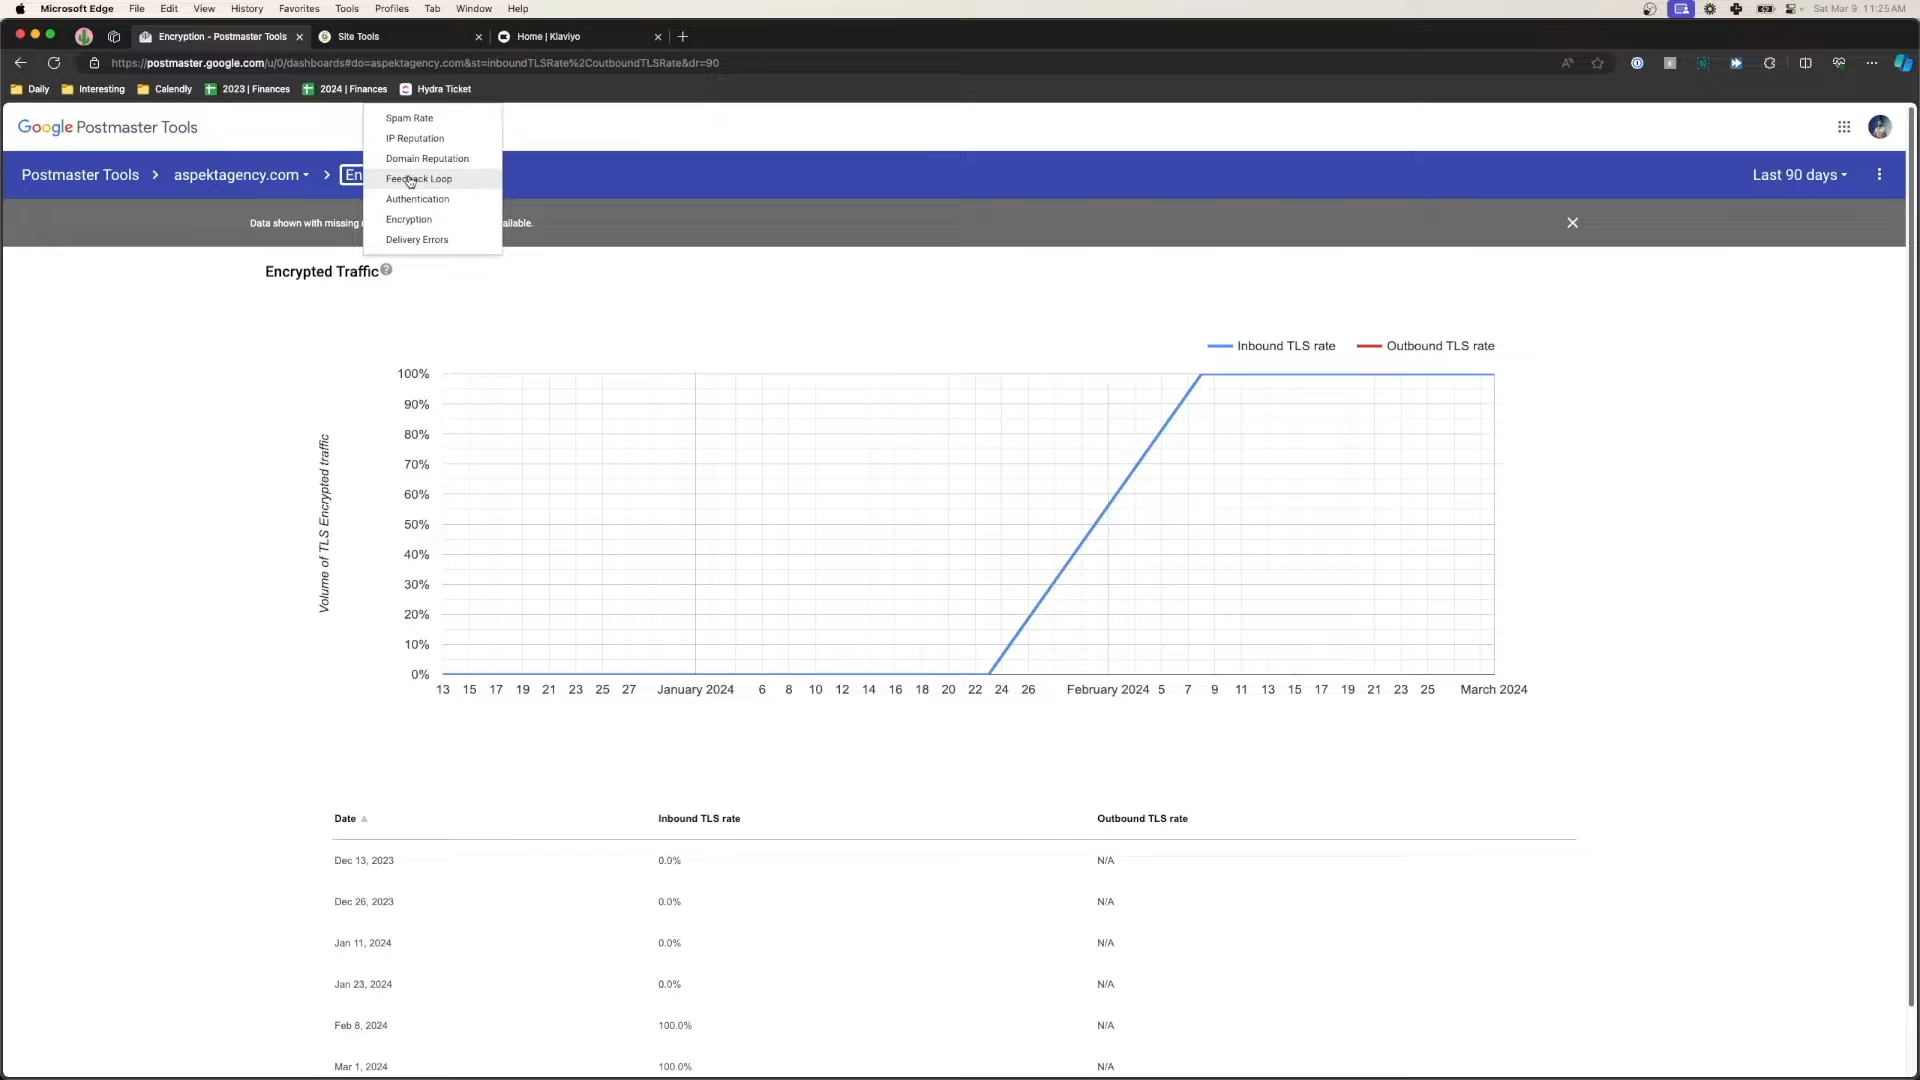 Microsoft Edge File Edit View History Favorites Tools Profiles Tab Window Help Sat Mar 9 11:25 AM
Encryption - Postmaster Tools Site Tools Home | Klaviyo
https://postmaster.google.com/u/0/dashboards#do=aspektagency.com&st=inboundTLSRate%2CoutboundTLSRate&dr=90
Daily Interesting Calendly 2023 | Finances 2024 | Finances Hydra Ticket
Google Postmaster Tools
Spam Rate
IP Reputation
Domain Reputation
Feedback Loop
Authentication
Encryption
Delivery Errors
Postmaster Tools > aspektagency.com > En Last 90 days
Data shown with missing
Encrypted Traffic
Inbound TLS rate Outbound TLS rate
Volume of TLS Encrypted traffic
100%
90%
80%
70%
60%
50%
40%
30%
20%
10%
0%
13 15 17 19 21 23 25 27 January 2024 6 8 10 12 14 16 18 20 22 24 26 February 2024 5 7 9 11 13 15 17 19 21 23 25 March 2024
Date Inbound TLS rate Outbound TLS rate
Dec 13, 2023 0.0% N/A
Dec 26, 2023 0.0% N/A
Jan 11, 2024 0.0% N/A
Jan 23, 2024 0.0% N/A
Feb 8, 2024 100.0% N/A
Mar 1, 2024 100.0% N/A